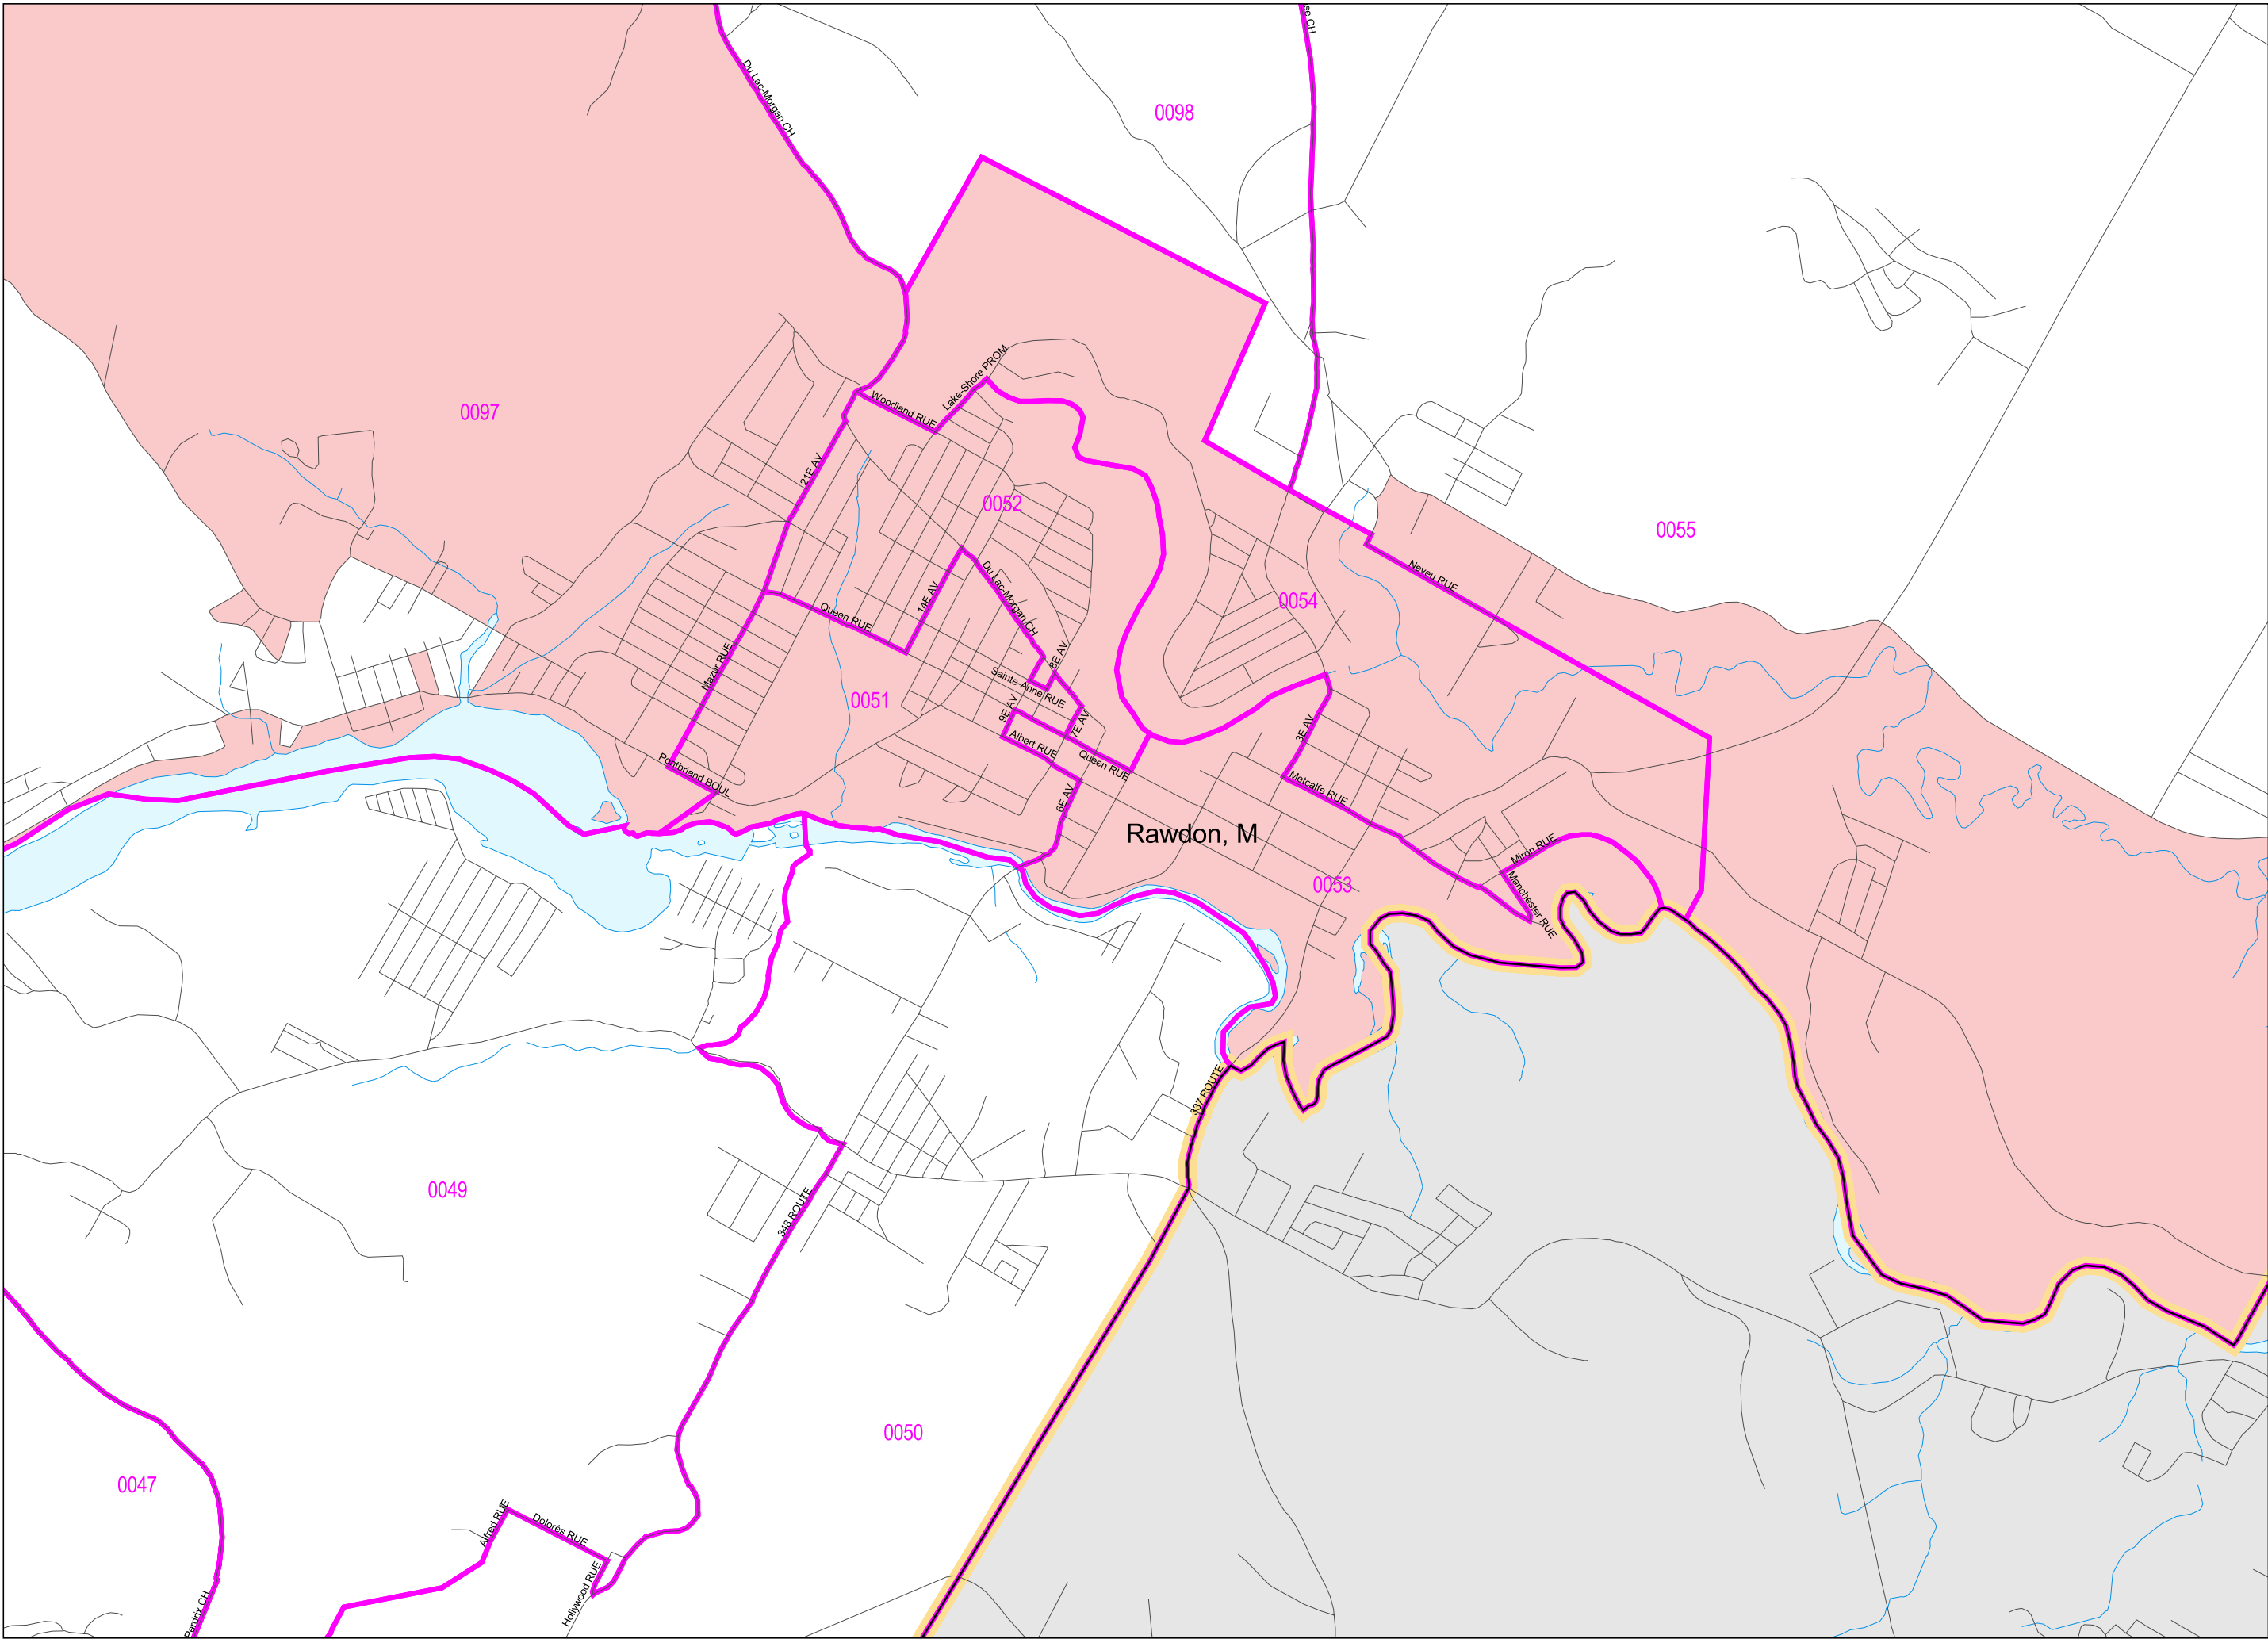 se CH
Du Lac-Morgan CH
0098
0097
Lake-Shore PROM
Woodland RUE
21E AV
0052
0055
Neveu RUE
Du Lac-Morgan CH
14E AV
0054
Queen RUE
8E AV
Mazur RUE
Sainte-Anne RUE
0051
9E AV
7E AV
3E AV
Albert RUE
Queen RUE
Pontbriand BOUL
Metcalfe RUE
6E AV
Rawdon, M
Miron RUE
0053
Manchester RUE
337 ROUTE
0049
348 ROUTE
0050
0047
Alfred RUE
Dolorès RUE
Hollywood RUE
Perdrix CH